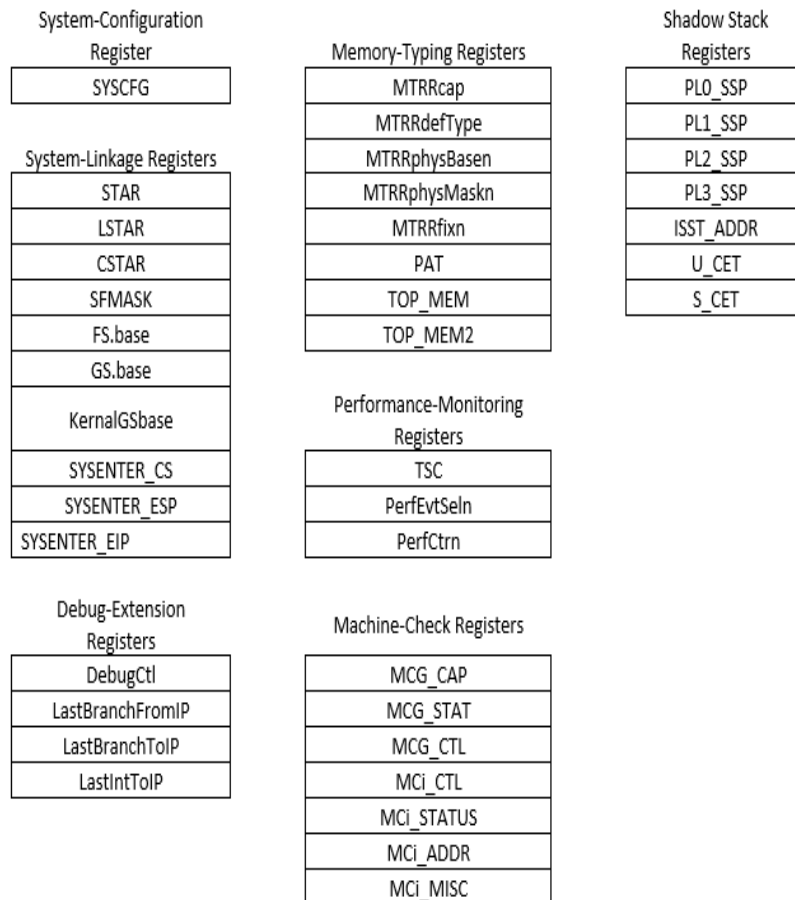 System-Configuration
Register
SYSCFG
System-Linkage Registers
STAR
LSTAR
CSTAR
SFMASK
FS.base
GS.base
KernalGSbase
SYSENTER_CS
SYSENTER_ESP
SYSENTER_EIP
Debug-Extension
Registers
DebugCtl
LastBranchFromIP
LastBranchToIP
LastIntToIP
Memory-Typing Registers
MTRRcap
MTRRdefType
MTRRphysBasen
MTRRphysMaskn
MTRRfixn
PAT
TOP_MEM
TOP_MEM2
Performance-Monitoring
Registers
TSC
PerfEvtSeln
PerfCtrn
Machine-Check Registers
MCG_CAP
MCG_STAT
MCG_CTL
MCi_CTL
MCi_STATUS
MCi_ADDR
MCi_MISC
Shadow Stack
Registers
PL0_SSP
PL1_SSP
PL2_SSP
PL3_SSP
ISST_ADDR
U_CET
S_CET